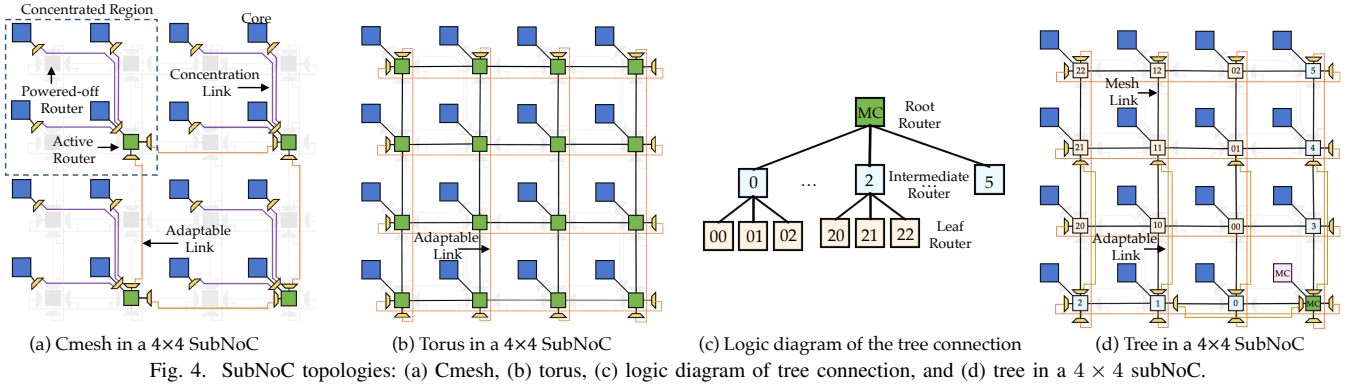 Concentrated Region
Core
Concentration
Link
Powered-off
Router
Active
Router
Adaptable
Link
(a) Cmesh in a 4×4 SubNoC
Adaptable
Link
(b) Torus in a 4×4 SubNoC
MC
Root
Router
0
...
2
Intermediate
...
Router
5
00
01
02
20
21
22
Leaf
Router
(c) Logic diagram of the tree connection
22
12
02
5
Mesh
Link
21
11
01
4
20
10
00
3
Adaptable
Link
MC
2
1
0
MC
(d) Tree in a 4×4 SubNoC
Fig. 4. SubNoC topologies: (a) Cmesh, (b) torus, (c) logic diagram of tree connection, and (d) tree in a 4 × 4 subNoC.